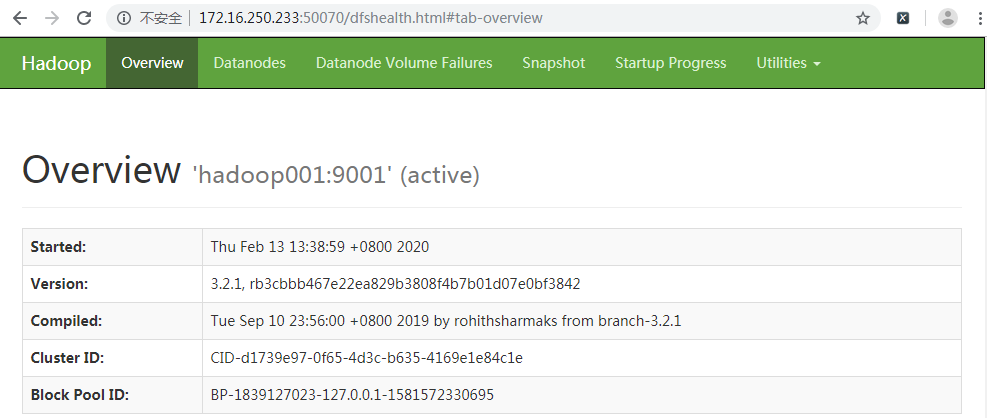 不安全 | 172.16.250.233:50070/dfshealth.html#tab-overview
Hadoop Overview Datanodes Datanode Volume Failures Snapshot Startup Progress Utilities
Overview 'hadoop001:9001' (active)
Started: Thu Feb 13 13:38:59 +0800 2020
Version: 3.2.1, rb3cbbb467e22ea829b3808f4b7b01d07e0bf3842
Compiled: Tue Sep 10 23:56:00 +0800 2019 by rohithsharmaks from branch-3.2.1
Cluster ID: CID-d1739e97-0f65-4d3c-b635-4169e1e84c1e
Block Pool ID: BP-1839127023-127.0.0.1-1581572330695